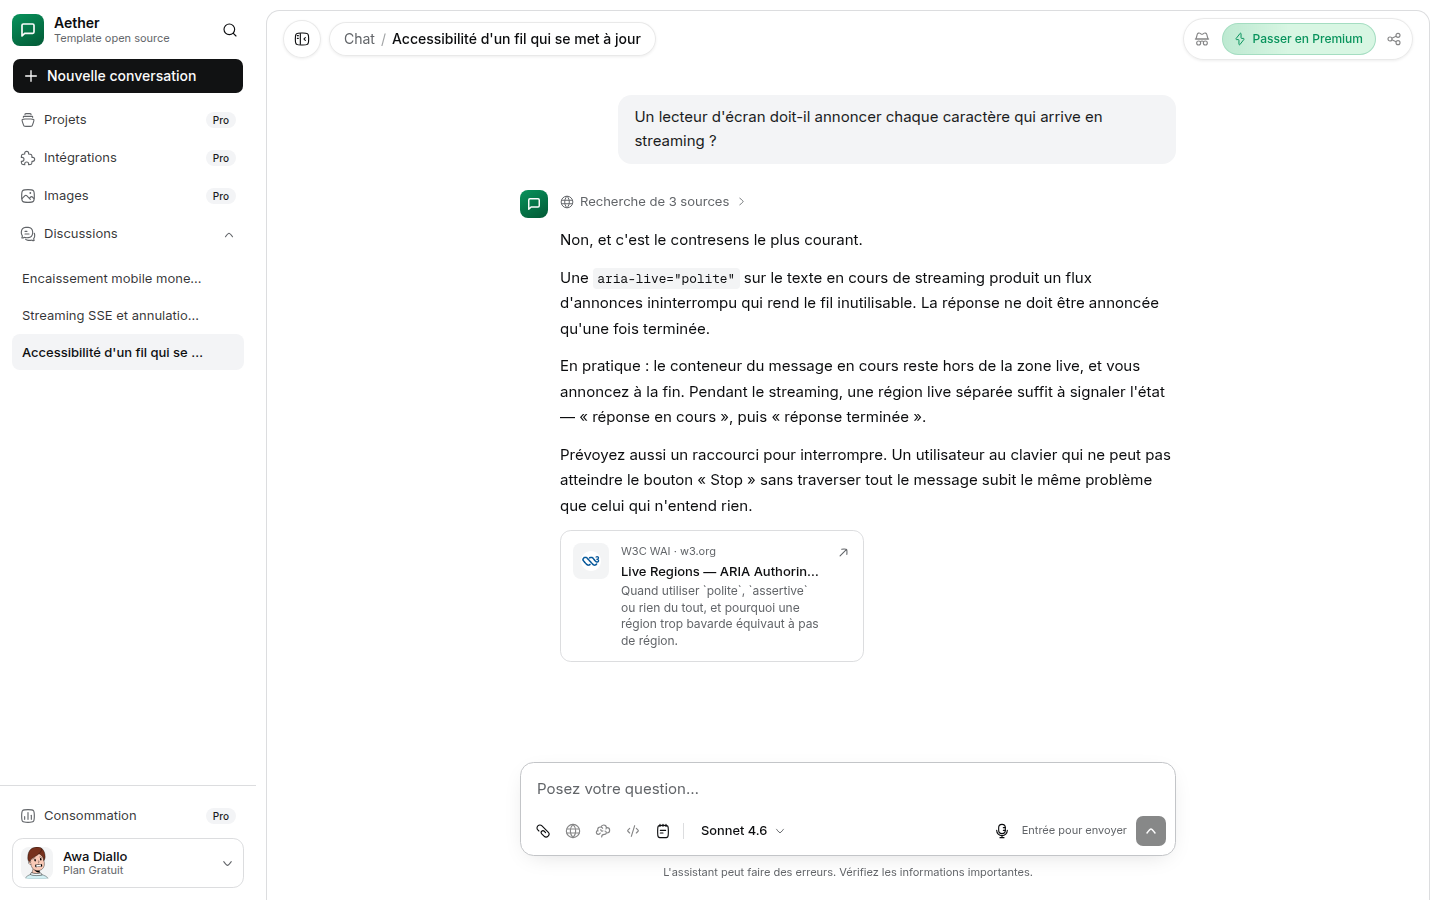 Aether
Template open source
Nouvelle conversation
Projets Pro
Intégrations Pro
Images Pro
Discussions
Encaissement mobile mone...
Streaming SSE et annulatio...
Accessibilité d'un fil qui se ...
Consommation Pro
Awa Diallo
Plan Gratuit
Chat / Accessibilité d'un fil qui se met à jour
Passer en Premium
Un lecteur d'écran doit-il annoncer chaque caractère qui arrive en
streaming ?
Recherche de 3 sources
Non, et c'est le contresens le plus courant.
Une aria-live="polite" sur le texte en cours de streaming produit un flux
d'annonces ininterrompu qui rend le fil inutilisable. La réponse ne doit être annoncée
qu'une fois terminée.
En pratique : le conteneur du message en cours reste hors de la zone live, et vous
annoncez à la fin. Pendant le streaming, une région live séparée suffit à signaler l'état
— « réponse en cours », puis « réponse terminée ».
Prévoyez aussi un raccourci pour interrompre. Un utilisateur au clavier qui ne peut pas
atteindre le bouton « Stop » sans traverser tout le message subit le même problème
que celui qui n'entend rien.
W3C WAI · w3.org
Live Regions — ARIA Authorin...
Quand utiliser `polite`, `assertive`
ou rien du tout, et pourquoi une
région trop bavarde équivaut à pas
de région.
Posez votre question...
Sonnet 4.6
Entrée pour envoyer
L'assistant peut faire des erreurs. Vérifiez les informations importantes.